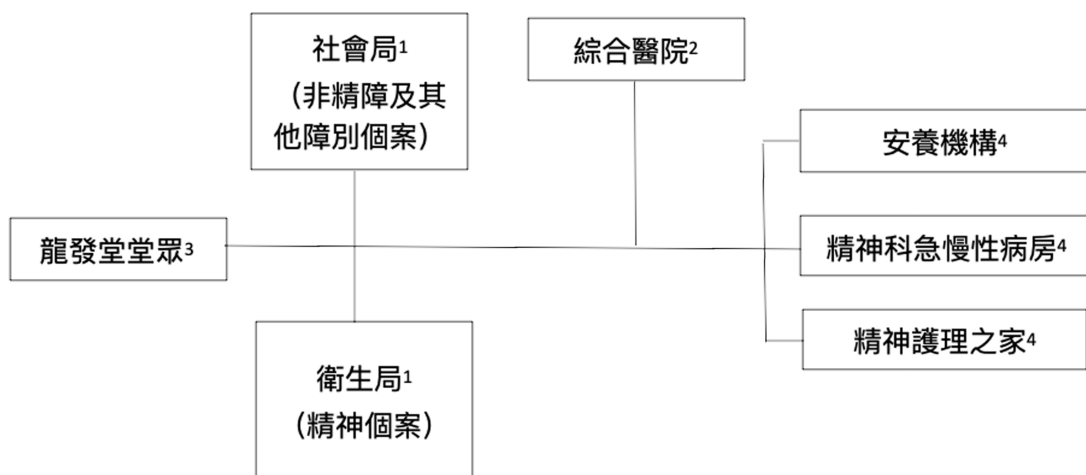 社會局1
（非精障及其
他障別個案）
綜合醫院2
安養機構4
龍發堂堂眾3
精神科急慢性病房4
精神護理之家4
衛生局1
（精神個案）